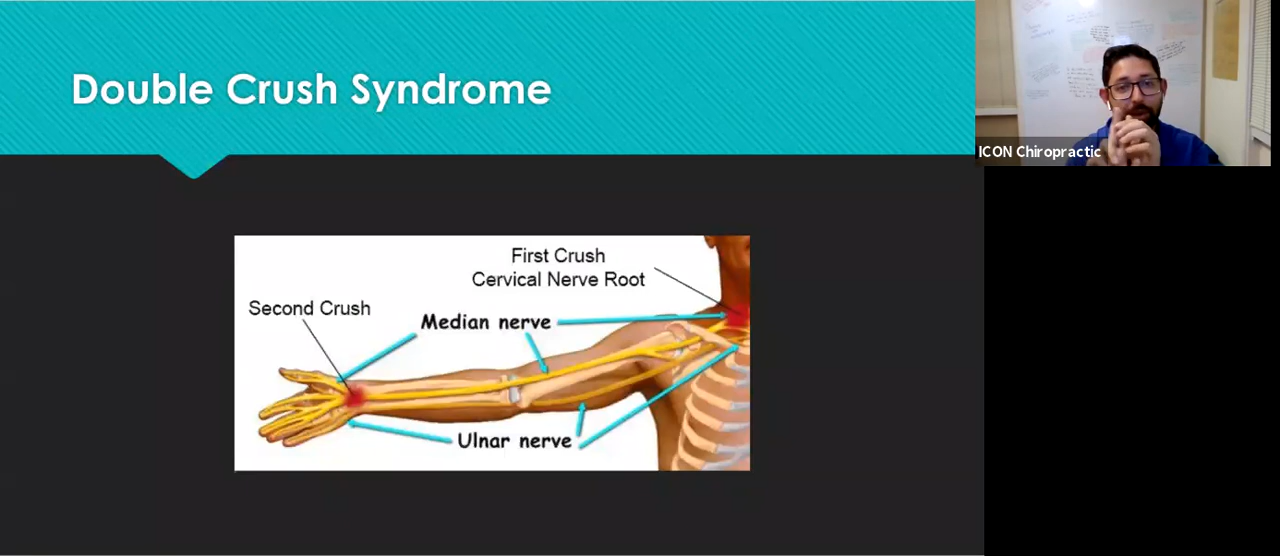 Double Crush Syndrome
ICON Chiropractic
First Crush
Cervical Nerve Root
Second Crush
Median nerve
Ulnar nerve